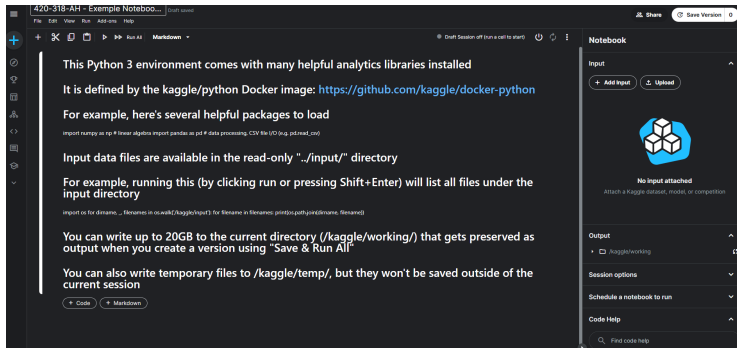 420-318-AH - Exemple Noteboo... Draft saved
File Edit View Run Add-ons Help
Share Save Version 0
+ Run All Markdown Draft Session off (run a cell to start)
This Python 3 environment comes with many helpful analytics libraries installed
It is defined by the kaggle/python Docker image: https://github.com/kaggle/docker-python
For example, here's several helpful packages to load
import numpy as np # linear algebra import pandas as pd # data processing, CSV file I/O (e.g. pd.read_csv)
Input data files are available in the read-only "../input/" directory
For example, running this (by clicking run or pressing Shift+Enter) will list all files under the
input directory
import os for dirname, _, filenames in os.walk('/kaggle/input'): for filename in filenames: print(os.path.join(dirname, filename))
You can write up to 20GB to the current directory (/kaggle/working/) that gets preserved as
output when you create a version using "Save & Run All"
You can also write temporary files to /kaggle/temp/, but they won't be saved outside of the
current session
+ Code + Markdown
Notebook
Input
+ Add Input Upload
No input attached
Attach a Kaggle dataset, model, or competition
Output
/kaggle/working
Session options
Schedule a notebook to run
Code Help
Find code help